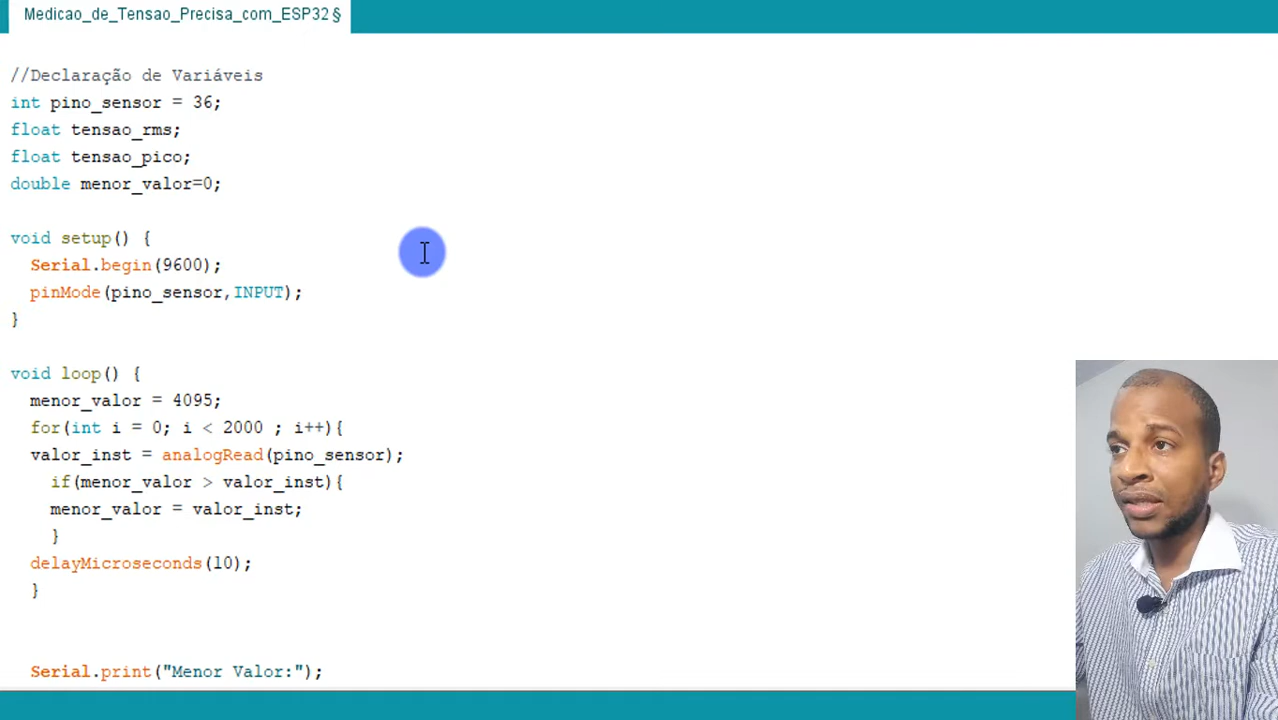 Medicao_de_Tensao_Precisa_com_ESP32 §
//Declaração de Variáveis
int pino_sensor = 36;
float tensao_rms;
float tensao_pico;
double menor_valor=0;
void setup() {
Serial.begin(9600);
pinMode(pino_sensor,INPUT);
}
void loop() {
menor_valor = 4095;
for(int i = 0; i < 2000 ; i++){
valor_inst = analogRead(pino_sensor);
if(menor_valor > valor_inst){
menor_valor = valor_inst;
}
delayMicroseconds(10);
}
Serial.print("Menor Valor:");